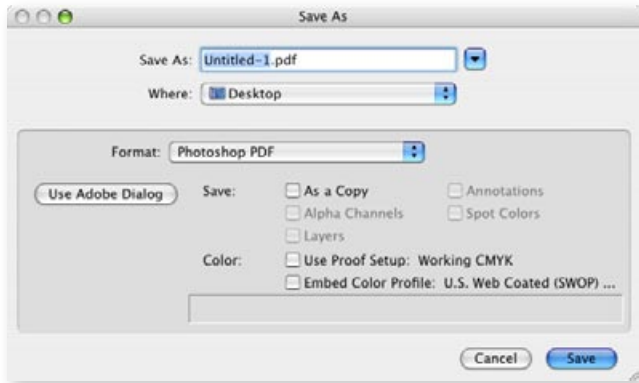 Save As
Save As: Untitled-1.pdf
Where: Desktop
Format: Photoshop PDF
Use Adobe Dialog Save: As a Copy Annotations
Alpha Channels Spot Colors
Layers
Color: Use Proof Setup: Working CMYK
Embed Color Profile: U.S. Web Coated (SWOP) ...
Cancel Save